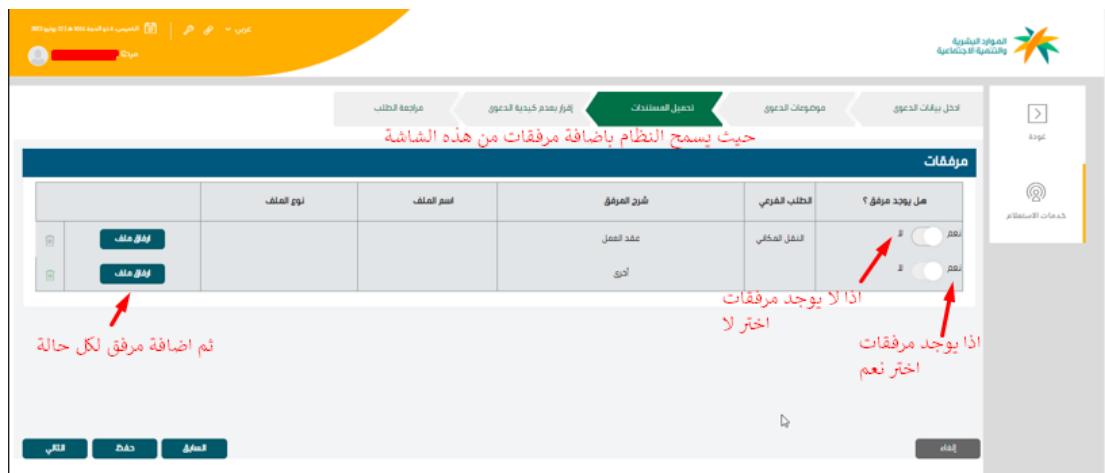 عربي
مرحبًا
الموارد البشرية
والتنمية الاجتماعية
ادخل بيانات الدعوى
موضوعات الدعوى
تحميل المستندات
إقرار بعدم كيدية الدعوى
مراجعة الطلب
عودة
خدمات الاستعلام
حيث يسمح النظام باضافة مرفقات من هذه الشاشة
مرفقات
هل يوجد مرفق ؟ الطلب الفرعي شرح المرفق اسم الملف نوع الملف
نعم لا النقل المكاني عقد العمل ارفاق ملف
نعم لا أخرى ارفاق ملف
اذا لا يوجد مرفقات
اختر لا
اذا يوجد مرفقات
اختر نعم
ثم اضافة مرفق لكل حالة
إلغاء
السابق
حفظ
التالي